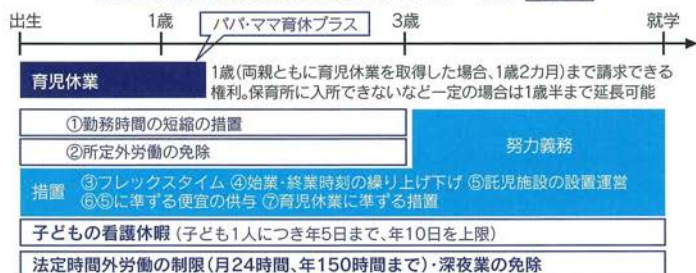 出生
1歳
パパ・ママ育休プラス
3歳
就学
育児休業
1歳(両親ともに育児休業を取得した場合、1歳2カ月)まで請求できる
権利。保育所に入所できないなど一定の場合は1歳半まで延長可能
①勤務時間の短縮の措置
②所定外労働の免除
努力義務
措置
③フレックスタイム ④始業・終業時刻の繰り上げ下げ ⑤託児施設の設置運営
⑥⑤に準ずる便宜の供与 ⑦育児休業に準ずる措置
子どもの看護休暇 (子ども1人につき年5日まで、年10日を上限)
法定時間外労働の制限(月24時間、年150時間まで)・深夜業の免除